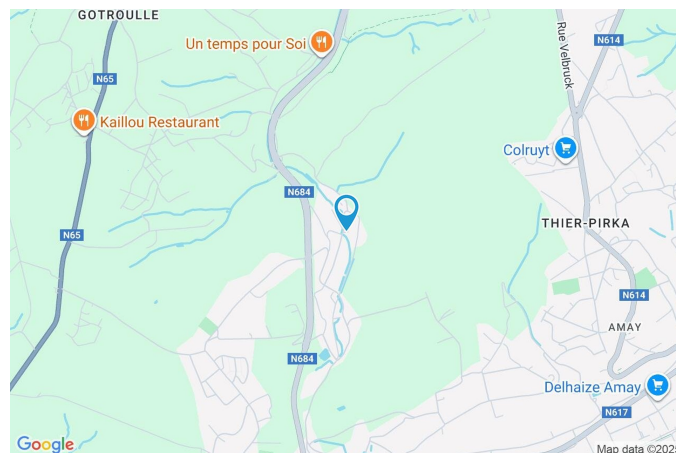 GOTROULLE
N65
Un temps pour Soi
Kaillou Restaurant
N614
Rue Velbruck
Colruyt
N684
N65
THIER-PIRKA
N614
AMAY
N684
Delhaize Amay
N617
Google
Map data ©2025